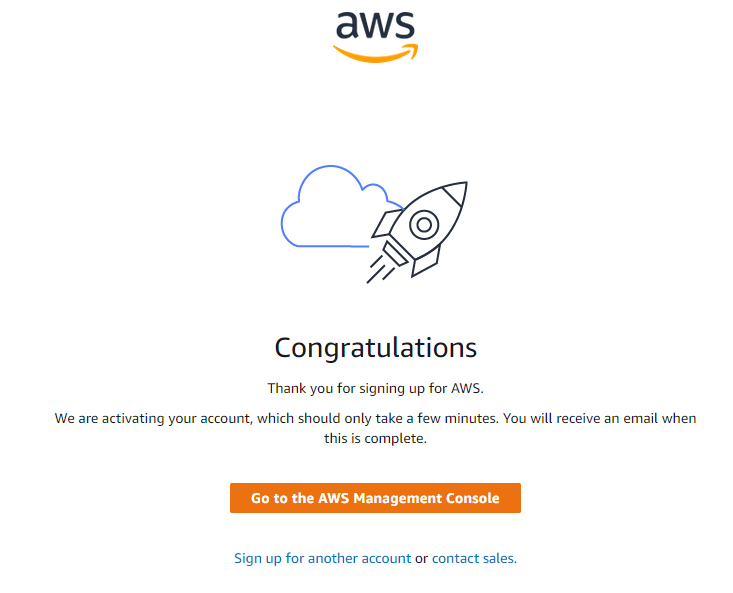 aws
Congratulations
Thank you for signing up for AWS.
We are activating your account, which should only take a few minutes. You will receive an email when
this is complete.
Go to the AWS Management Console
Sign up for another account or contact sales.